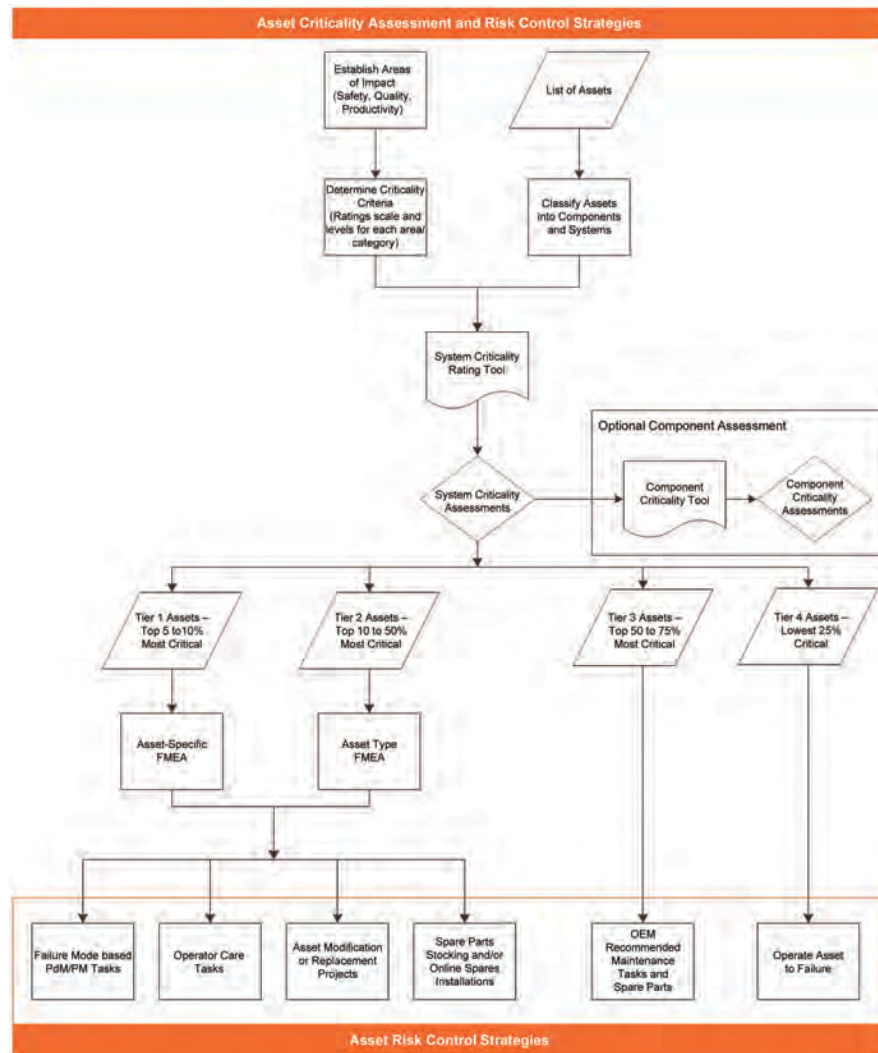 Asset Criticality Assessment and Risk Control Strategies
Establish Areas
of Impact
(Safety, Quality,
Productivity)
List of Assets
Determine Criticality
Criteria
(Ratings scale and
levels for each area/
category)
Classify Assets
into Components
and Systems
System Criticality
Rating Tool
Optional Component Assessment
System Criticality
Assessments
Component
Criticality Tool
Component
Criticality
Assessments
Tier 1 Assets –
Top 5 to10%
Most Critical
Tier 2 Assets –
Top 10 to 50%
Most Critical
Tier 3 Assets –
Top 50 to 75%
Most Critical
Tier 4 Assets –
Lowest 25%
Critical
Asset-Specific
FMEA
Asset Type
FMEA
Failure Mode based
PdM/PM Tasks
Operator Care
Tasks
Asset Modification
or Replacement
Projects
Spare Parts
Stocking and/or
Online Spares
Installations
OEM
Recommended
Maintenance
Tasks and
Spare Parts
Operate Asset
to Failure
Asset Risk Control Strategies